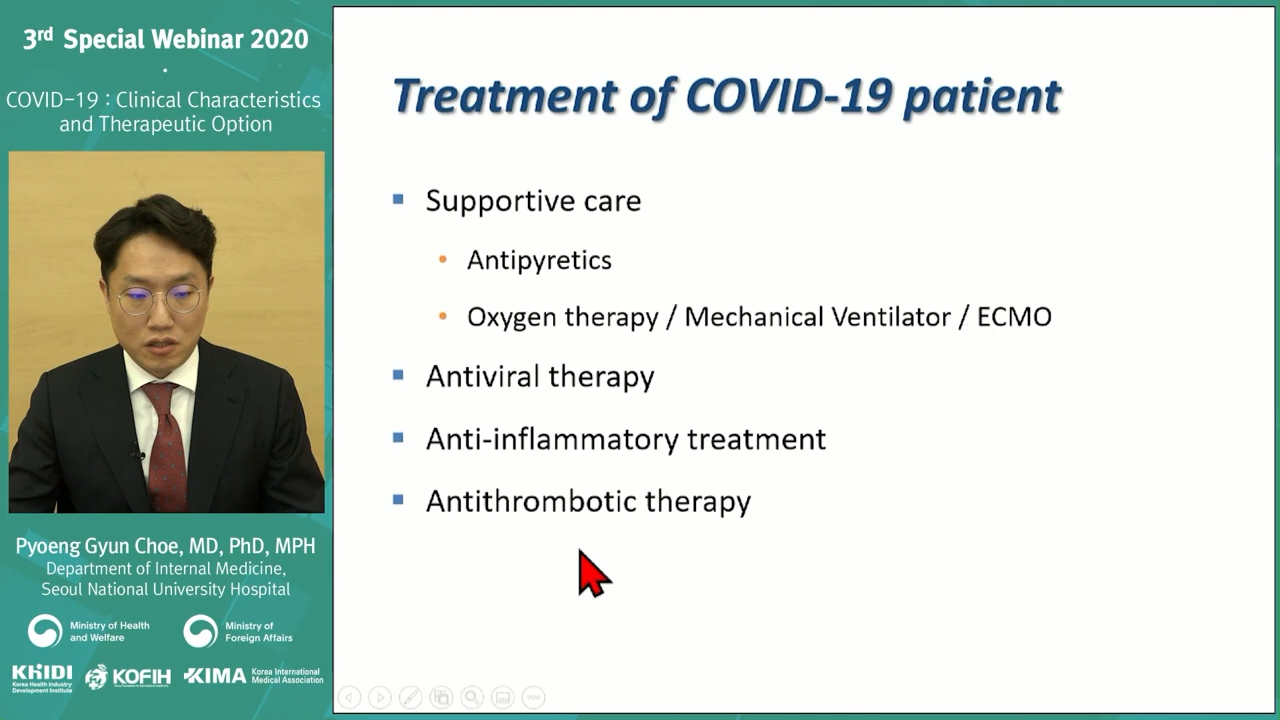 3rd Special Webinar 2020
COVID-19 : Clinical Characteristics
and Therapeutic Option
Pyoeng Gyun Choe, MD, PhD, MPH
Department of Internal Medicine,
Seoul National University Hospital
Ministry of Health
and Welfare
Ministry of
Foreign Affairs
KHIDI
Korea Health Industry
Development Institute
KOFIH
KIMA
Korea International
Medical Association
Treatment of COVID-19 patient
Supportive care
Antipyretics
Oxygen therapy / Mechanical Ventilator / ECMO
Antiviral therapy
Anti-inflammatory treatment
Antithrombotic therapy